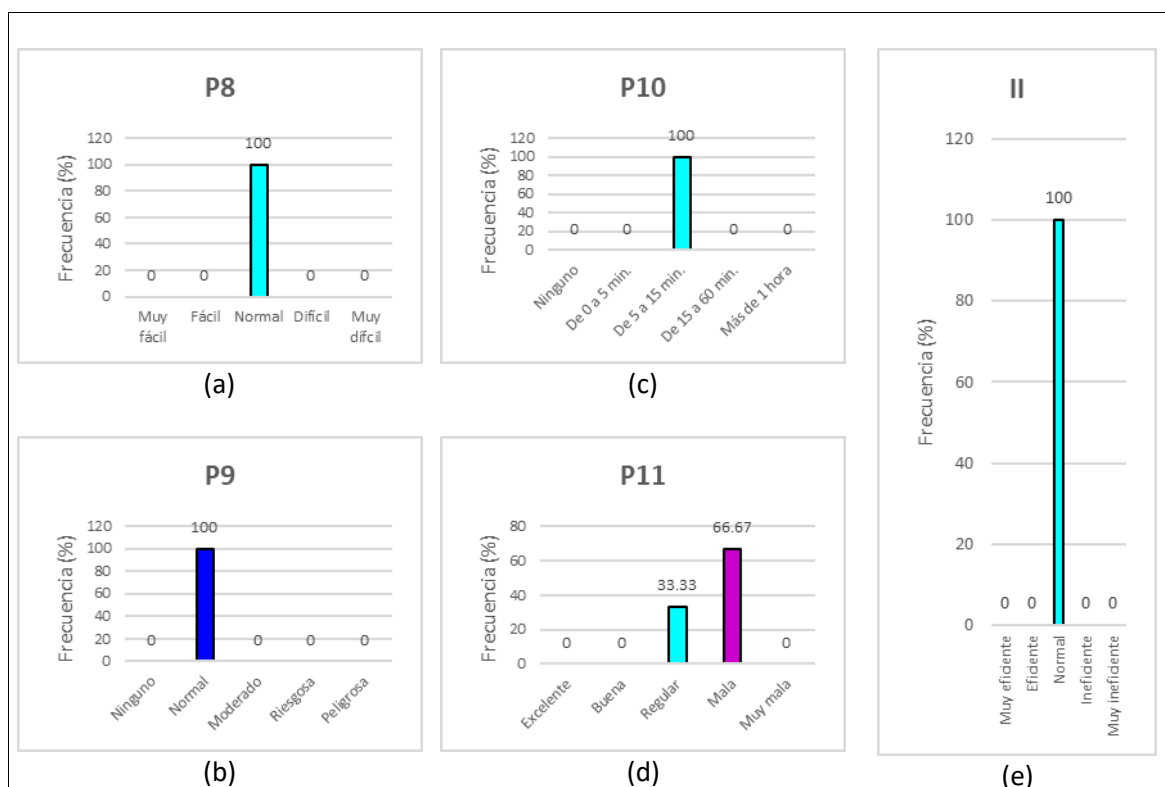 P8
Frecuencia (%)
120
100
80
60
40
20
0
0
0
100
0
0
Muy fácil
Fácil
Normal
Difícil
Muy difcil
(a)
P10
Frecuencia (%)
120
100
80
60
40
20
0
0
0
100
0
0
Ninguno
De 0 a 5 min.
De 5 a 15 min.
De 15 a 60 min.
Más de 1 hora
(c)
P9
Frecuencia (%)
120
100
80
60
40
20
0
0
100
0
0
0
Ninguno
Normal
Moderado
Riesgosa
Peligrosa
(b)
P11
Frecuencia (%)
80
60
40
20
0
0
0
33.33
66.67
0
Excelente
Buena
Regular
Mala
Muy mala
(d)
II
Frecuencia (%)
120
100
80
60
40
20
0
0
0
100
0
0
Muy eficiente
Eficiente
Normal
Ineficiente
Muy ineficiente
(e)